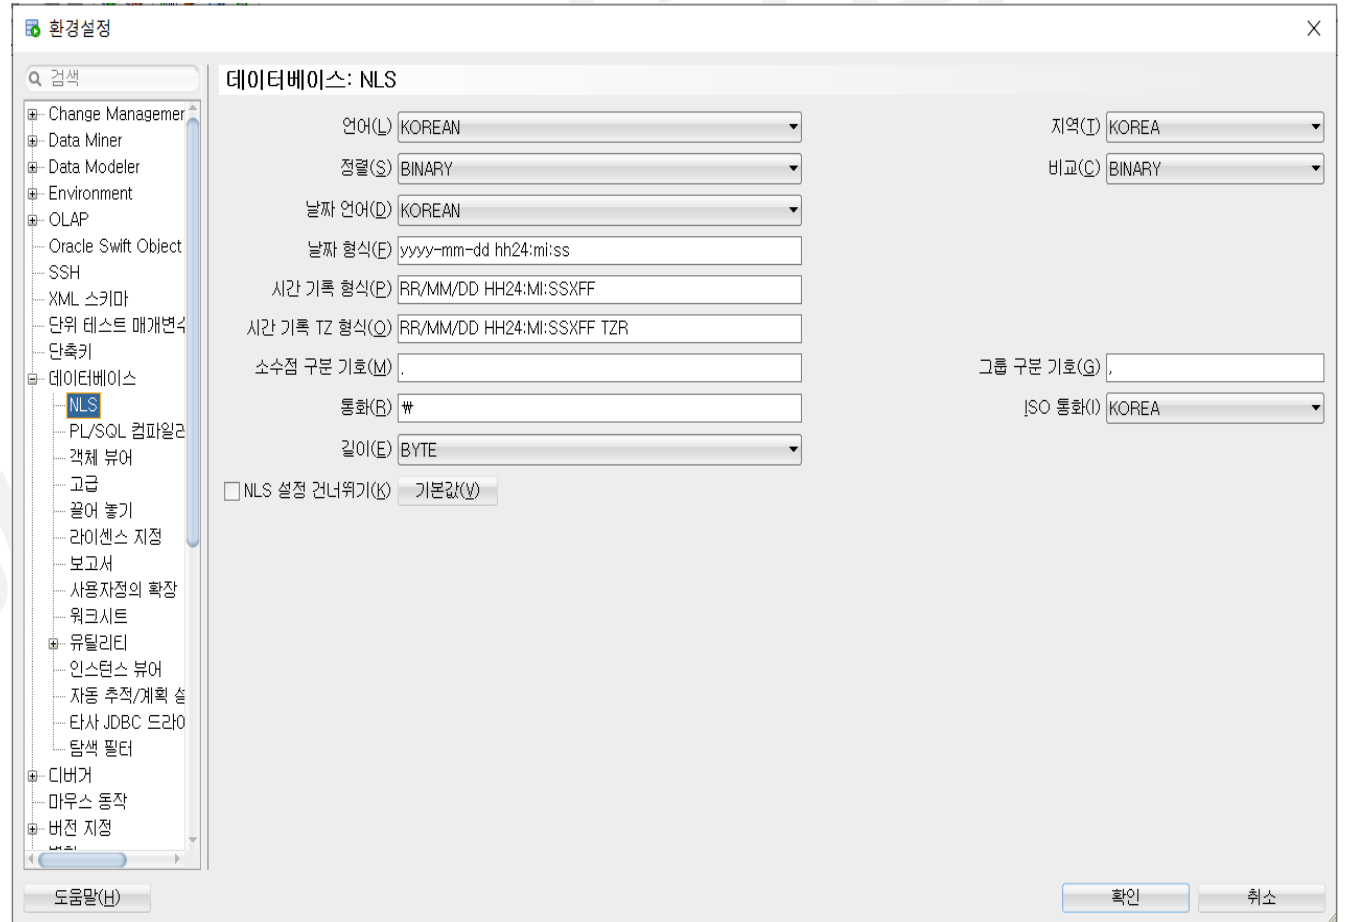 환경설정
검색
데이터베이스: NLS
Change Managemer
Data Miner
Data Modeler
Environment
OLAP
Oracle Swift Object
SSH
XML 스키마
단위 테스트 매개변수
단축키
데이터베이스
NLS
PL/SQL 컴파일러
객체 뷰어
고급
끌어 놓기
라이센스 지정
보고서
사용자정의 확장
워크시트
유틸리티
인스턴스 뷰어
자동 추적/계획 설
타사 JDBC 드라이
탐색 필터
디버거
마우스 동작
버전 지정
언어(L) KOREAN 지역(T) KOREA
정렬(S) BINARY 비교(C) BINARY
날짜 언어(D) KOREAN
날짜 형식(F) yyyy-mm-dd hh24:mi:ss
시간 기록 형식(P) RR/MM/DD HH24:MI:SSXFF
시간 기록 TZ 형식(O) RR/MM/DD HH24:MI:SSXFF TZR
소수점 구분 기호(M) . 그룹 구분 기호(G) ,
통화(R) ₩ ISO 통화(I) KOREA
길이(E) BYTE
NLS 설정 건너뛰기(K) 기본값(V)
도움말(H) 확인 취소